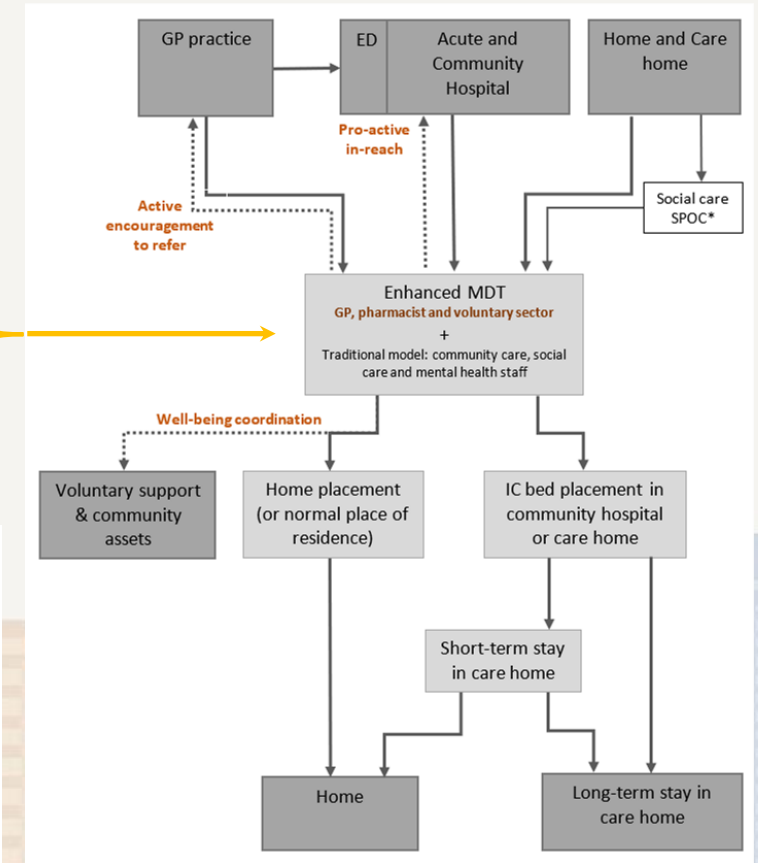 GP practice
ED
Acute and
Community
Hospital
Home and Care
home
Pro-active
in-reach
Social care
SPOC*
Active
encouragement
to refer
Enhanced MDT
GP, pharmacist and voluntary sector
+
Traditional model: community care, social
care and mental health staff
Well-being coordination
Voluntary support
& community
assets
Home placement
(or normal place of
residence)
IC bed placement in
community hospital
or care home
Short-term stay
in care home
Home
Long-term stay in
care home